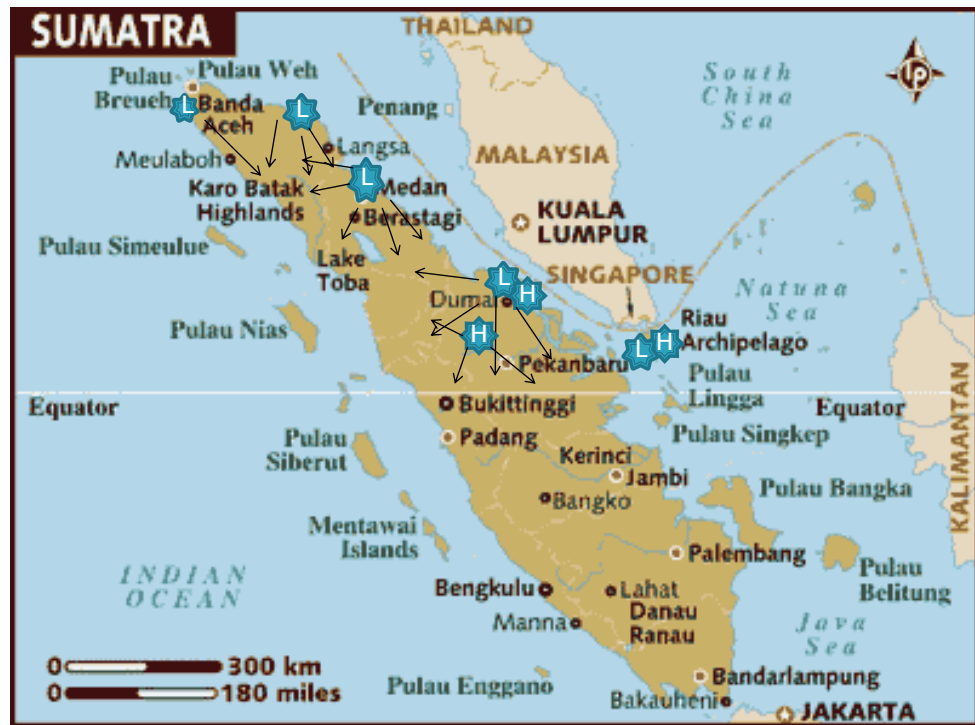 SUMATRA
THAILAND
Pulau Weh
Pulau
Breueh
L
Banda
Aceh
L
Penang
South
China
Sea
lp
Langsa
MALAYSIA
Meulaboh
L
Medan
Karo Batak
Highlands
Berastagi
KUALA
LUMPUR
Pulau Simeulue
Lake
Toba
SINGAPORE
L
H
Natuna
Sea
Dumai
Pulau Nias
H
L
H
Riau
Archipelago
Pekanbaru
Pulau
Lingga
Equator
Equator
Bukittinggi
Pulau Singkep
Padang
Pulau
Siberut
Kerinci
Jambi
KALIMANTAN
Bangko
Pulau Bangka
Mentawai
Islands
Palembang
INDIAN
OCEAN
Pulau
Belitung
Bengkulu
Lahat
Danau
Ranau
Manna
Java
Sea
0 300 km
0 180 miles
Pulau Enggano
Bandarlampung
Bakauheni
JAKARTA